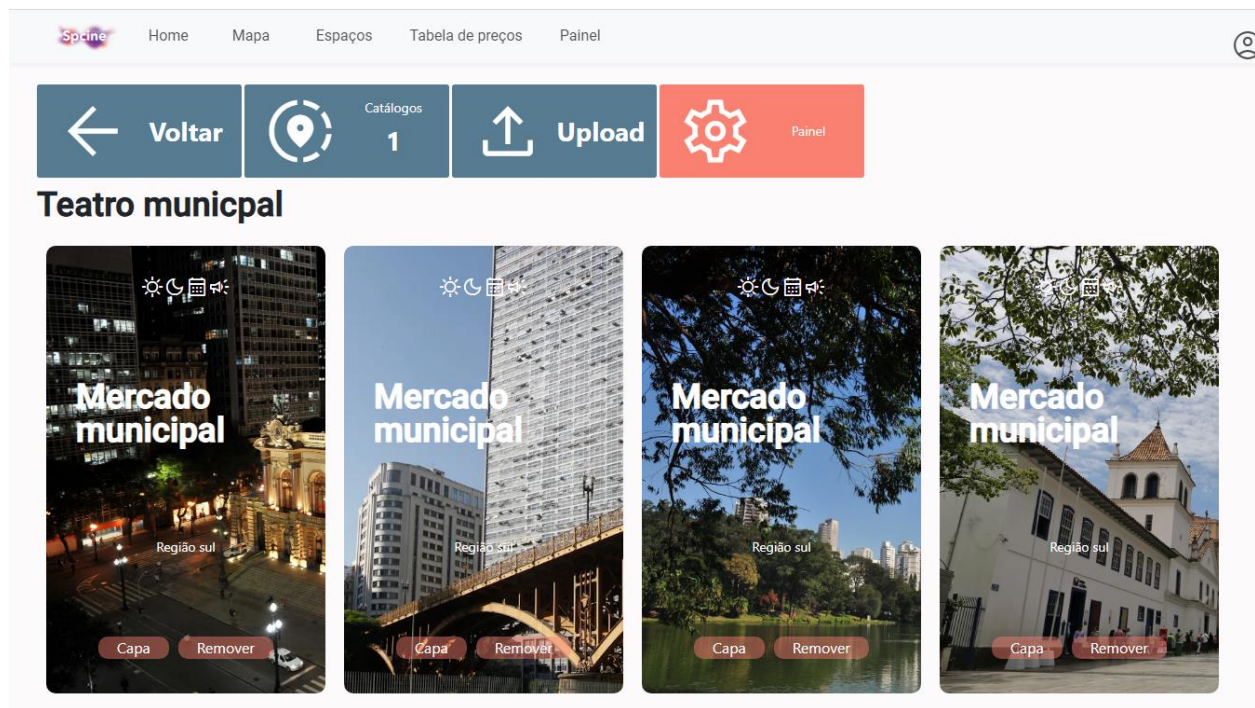 Spcine
Home
Mapa
Espaços
Tabela de preços
Painel
Voltar
Catálogos
1
Upload
Painel
Teatro municpal
Mercado
municipal
Região sul
Capa
Remover
Mercado
municipal
Região sul
Capa
Remover
Mercado
municipal
Região sul
Capa
Remover
Mercado
municipal
Região sul
Capa
Remover